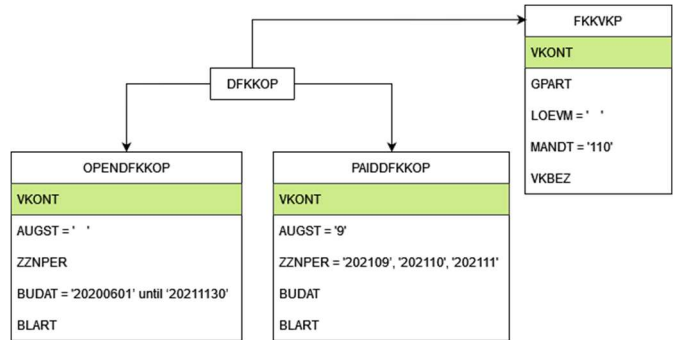 FKKVKP
VKONT
GPART
LOEVM = '  '
MANDT = '110'
VKBEZ
DFKKOP
OPENDFKKOP
VKONT
AUGST = '  '
ZZNPER
BUDAT = '20200601' until '20211130'
BLART
PAIDDFKKOP
VKONT
AUGST = '9'
ZZNPER = '202109', '202110', '202111'
BUDAT
BLART